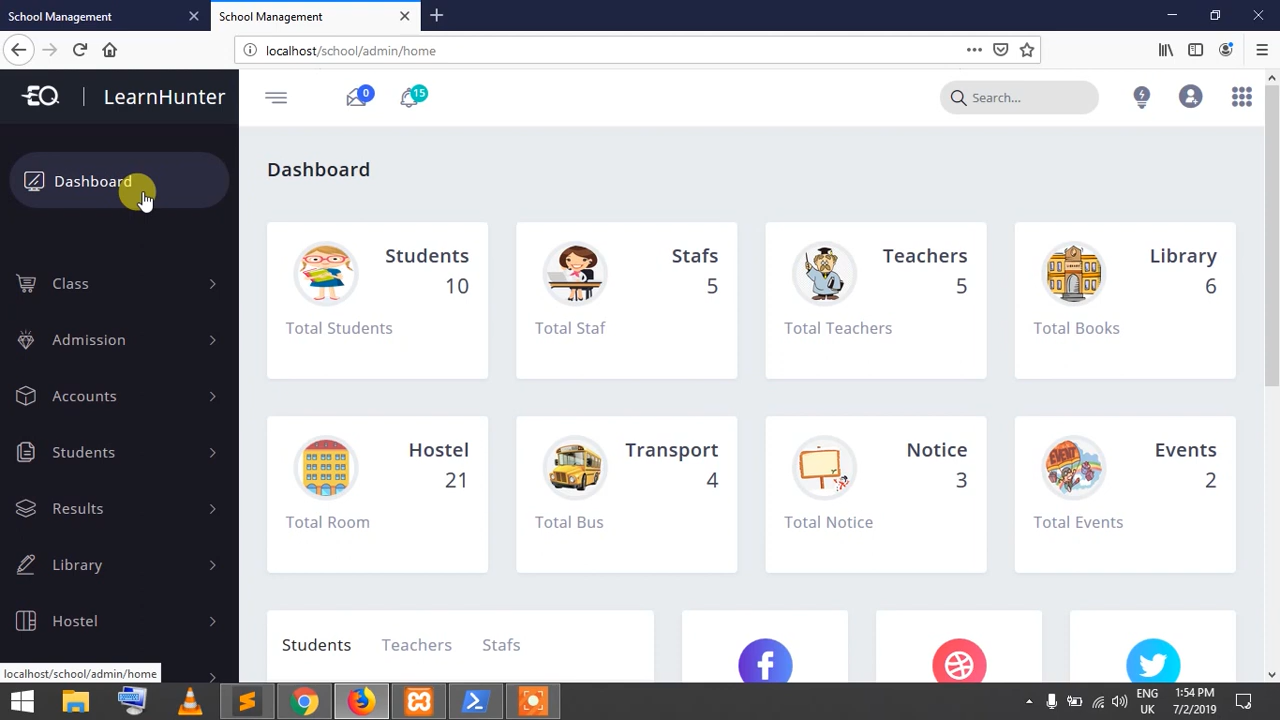 School Management
School Management
localhost/school/admin/home
EQ | LearnHunter
0
15
Search...
Dashboard
Class
Admission
Accounts
Students
Results
Library
Hostel
Dashboard
Students
10
Total Students
Stafs
5
Total Staf
Teachers
5
Total Teachers
Library
6
Total Books
Hostel
21
Total Room
Transport
4
Total Bus
Notice
3
Total Notice
Events
2
Total Events
Students Teachers Stafs
localhost/school/admin/home
ENG
UK
1:54 PM
7/2/2019